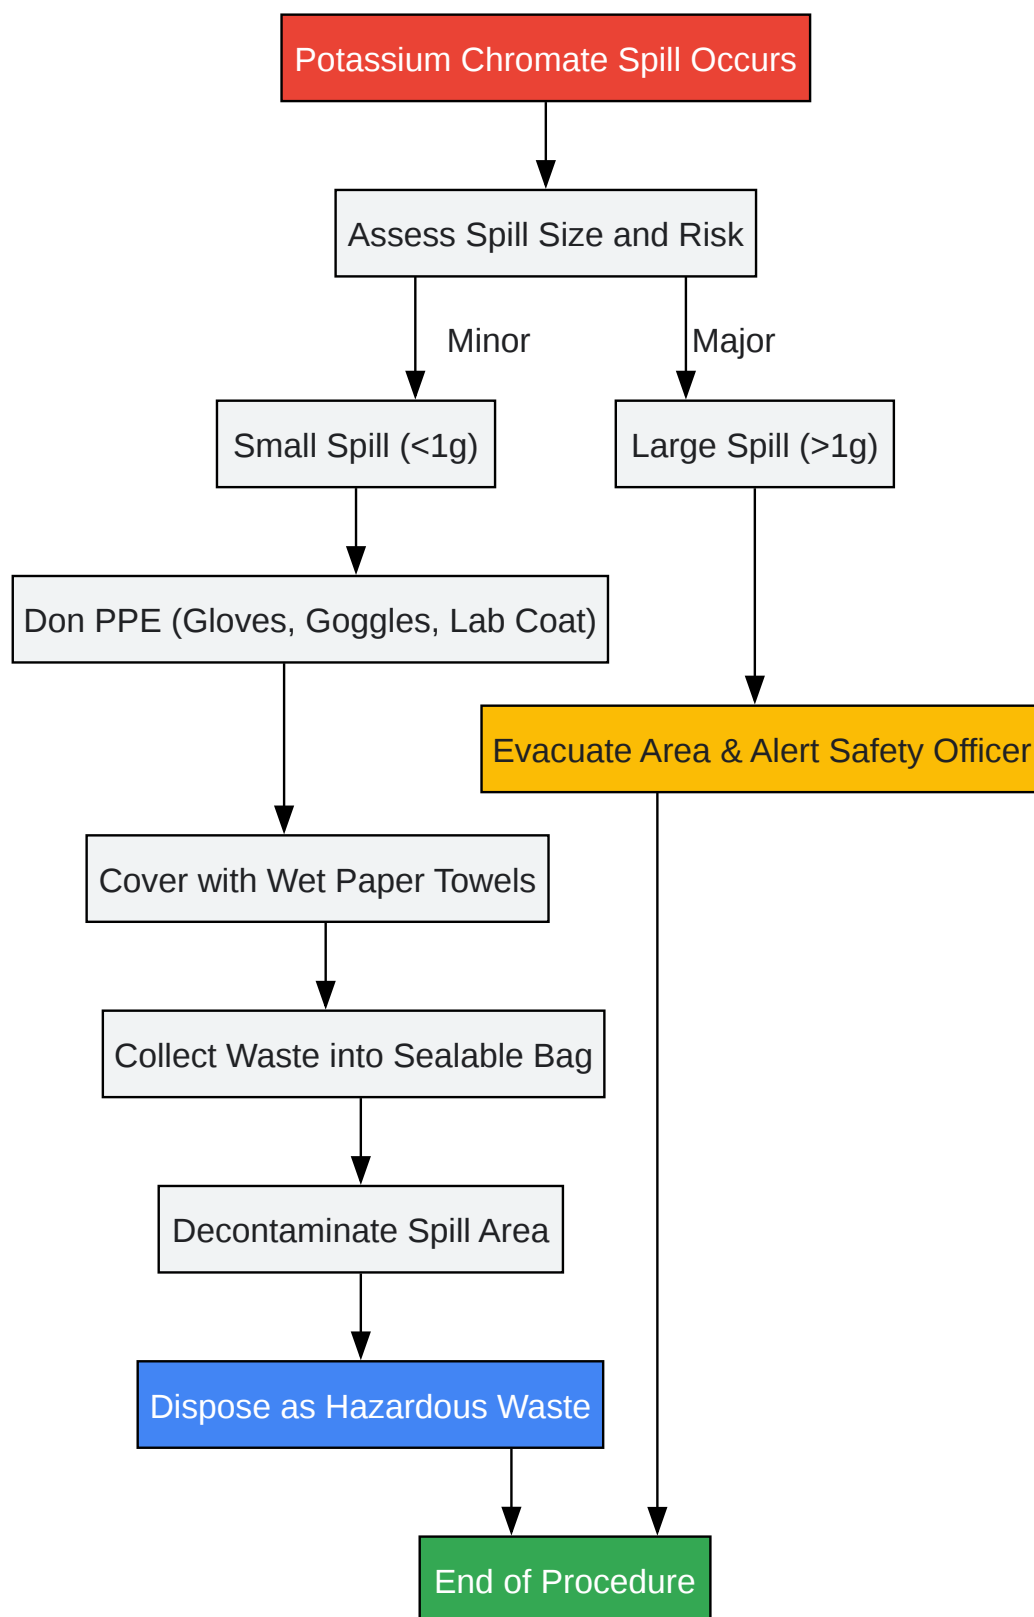 Potassium Chromate Spill Occurs
Assess Spill Size and Risk
Minor
Major
Small Spill (<1g)
Large Spill (>1g)
Don PPE (Gloves, Goggles, Lab Coat)
Evacuate Area & Alert Safety Officer
Cover with Wet Paper Towels
Collect Waste into Sealable Bag
Decontaminate Spill Area
Dispose as Hazardous Waste
End of Procedure